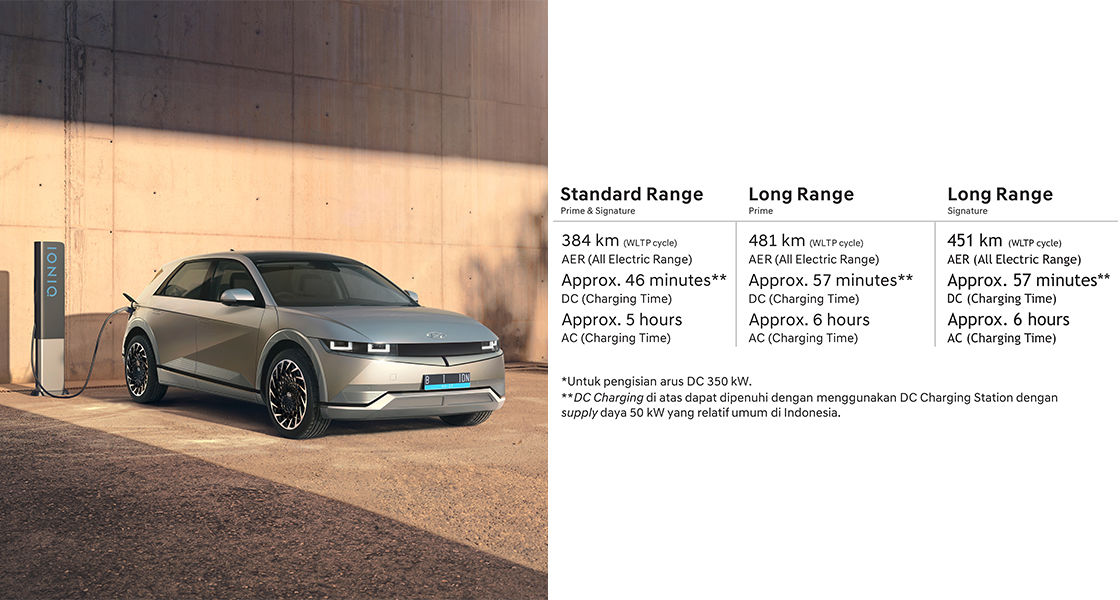 IONIQ
B 1 ION
Standard Range
Prime & Signature
384 km (WLTP cycle)
AER (All Electric Range)
Approx. 46 minutes**
DC (Charging Time)
Approx. 5 hours
AC (Charging Time)
Long Range
Prime
481 km (WLTP cycle)
AER (All Electric Range)
Approx. 57 minutes**
DC (Charging Time)
Approx. 6 hours
AC (Charging Time)
Long Range
Signature
451 km (WLTP cycle)
AER (All Electric Range)
Approx. 57 minutes**
DC (Charging Time)
Approx. 6 hours
AC (Charging Time)
*Untuk pengisian arus DC 350 kW.
**DC Charging di atas dapat dipenuhi dengan menggunakan DC Charging Station dengan
supply daya 50 kW yang relatif umum di Indonesia.